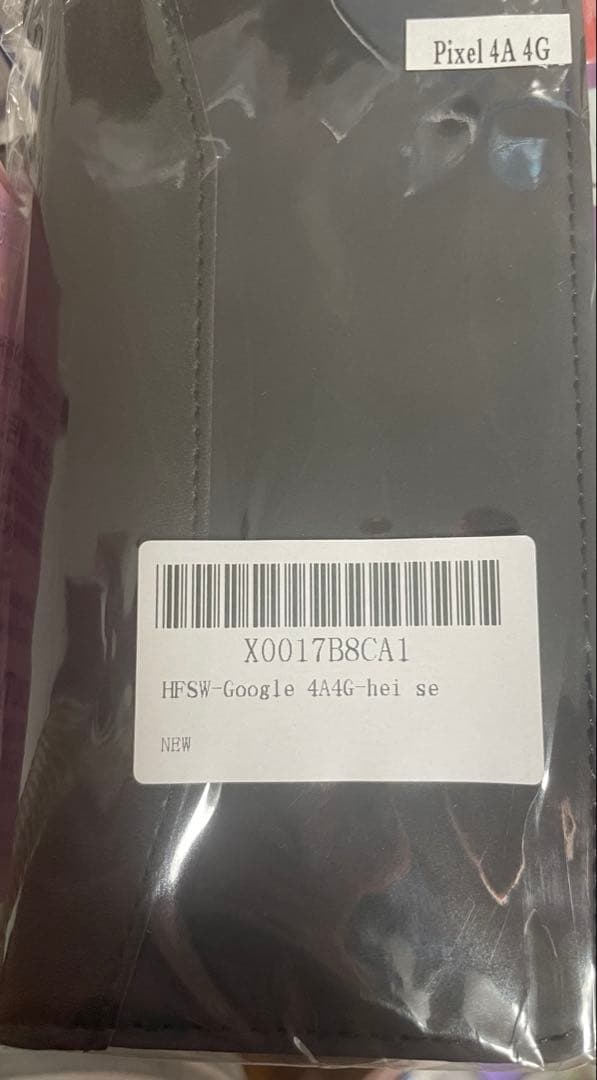 Pixel 4A 4G
X0017B8CA1
HFSW-Google 4A4G-hei se
NEW